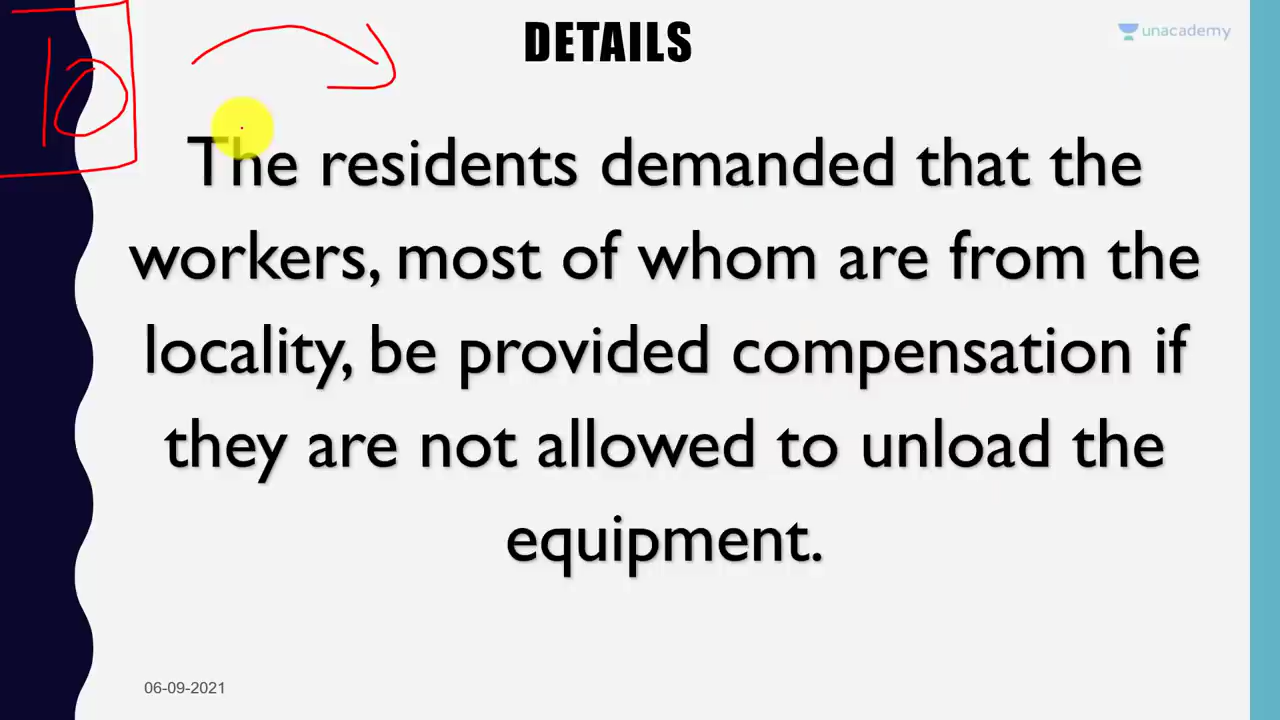 DETAILS
unacademy
10
The residents demanded that the
workers, most of whom are from the
locality, be provided compensation if
they are not allowed to unload the
equipment.
06-09-2021